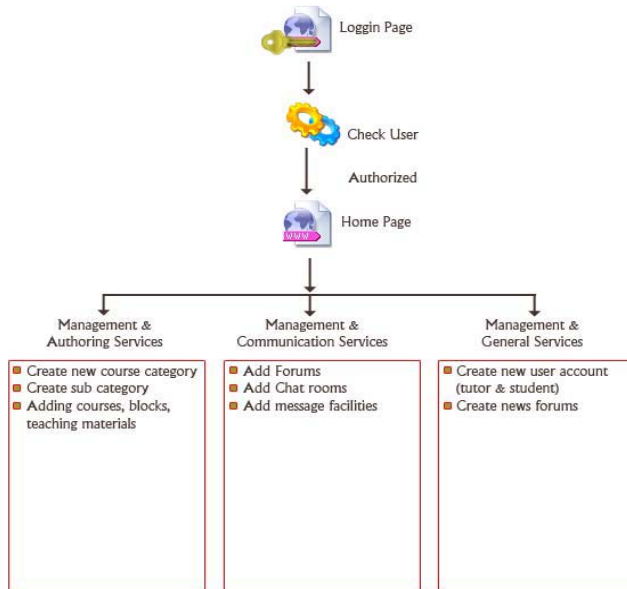 Loggin Page
Check User
Authorized
www
Home Page
Management &
Authoring Services
Create new course category
Create sub category
Adding courses, blocks,
teaching materials
Management &
Communication Services
Add Forums
Add Chat rooms
Add message facilities
Management &
General Services
Create new user account
(tutor & student)
Create news forums